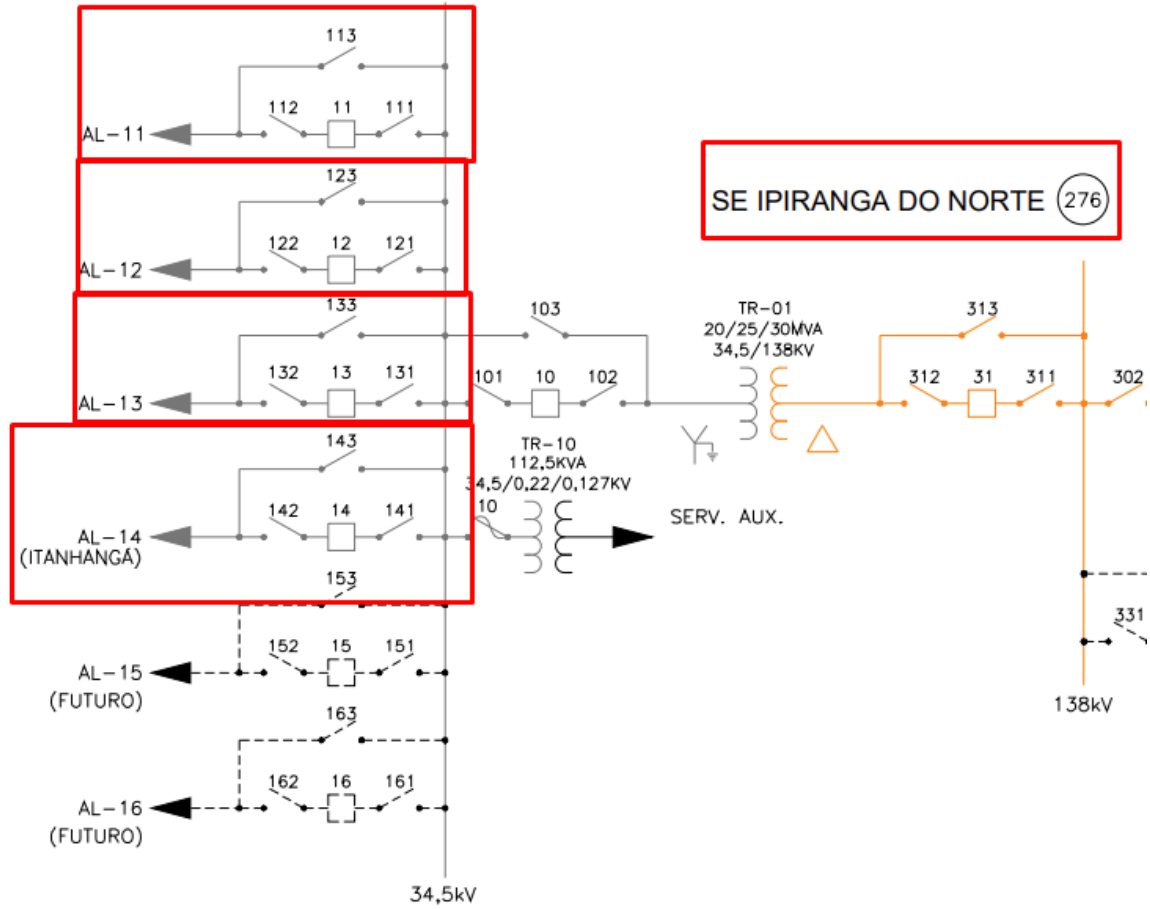 113
112
11
111
AL-11
SE IPIRANGA DO NORTE 276
123
122
12
121
AL-12
133
132
13
131
AL-13
103
101
10
102
TR-01
20/25/30MVA
34,5/138KV
313
312
31
311
302
143
142
14
141
AL-14
(ITANHANGÁ)
TR-10
112,5KVA
34,5/0,22/0,127KV
10
SERV. AUX.
153
152
15
151
AL-15
(FUTURO)
331
138kV
163
162
16
161
AL-16
(FUTURO)
34,5kV